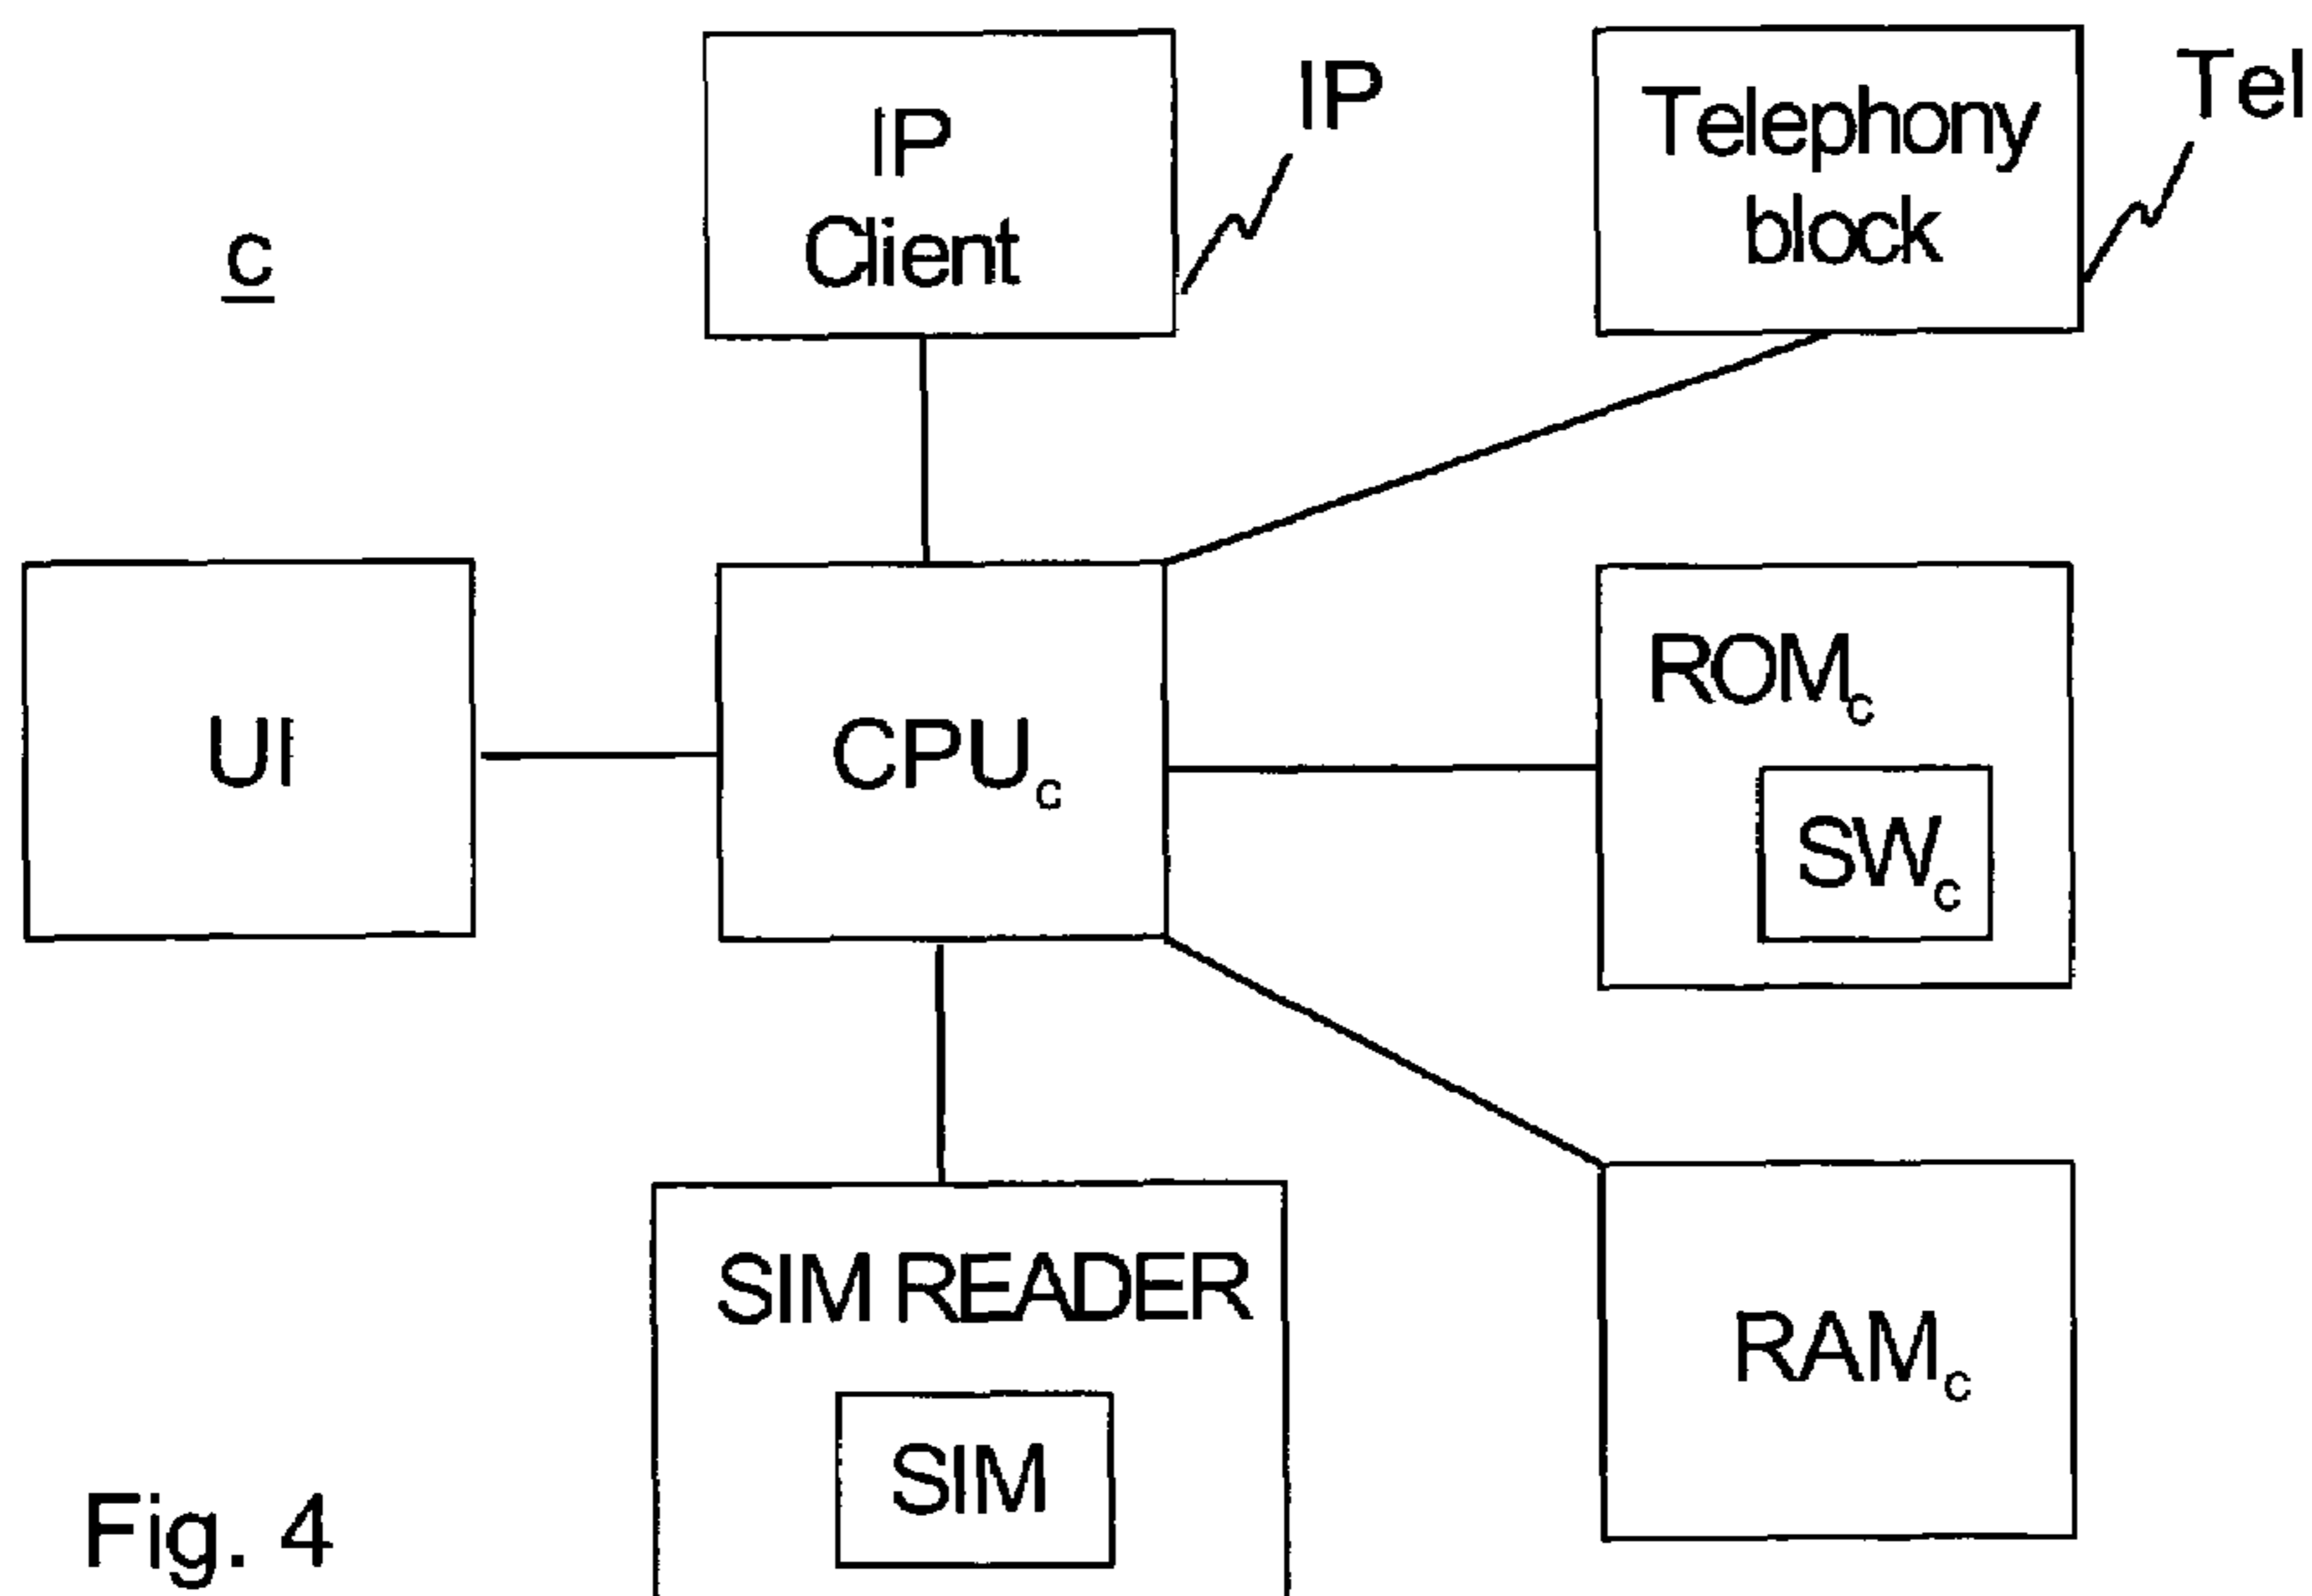 IP
Client
IP
Telephony
block
Tel
c
UI
CPUc
ROMc
SWc
SIM READER
SIM
RAMc
Fig. 4